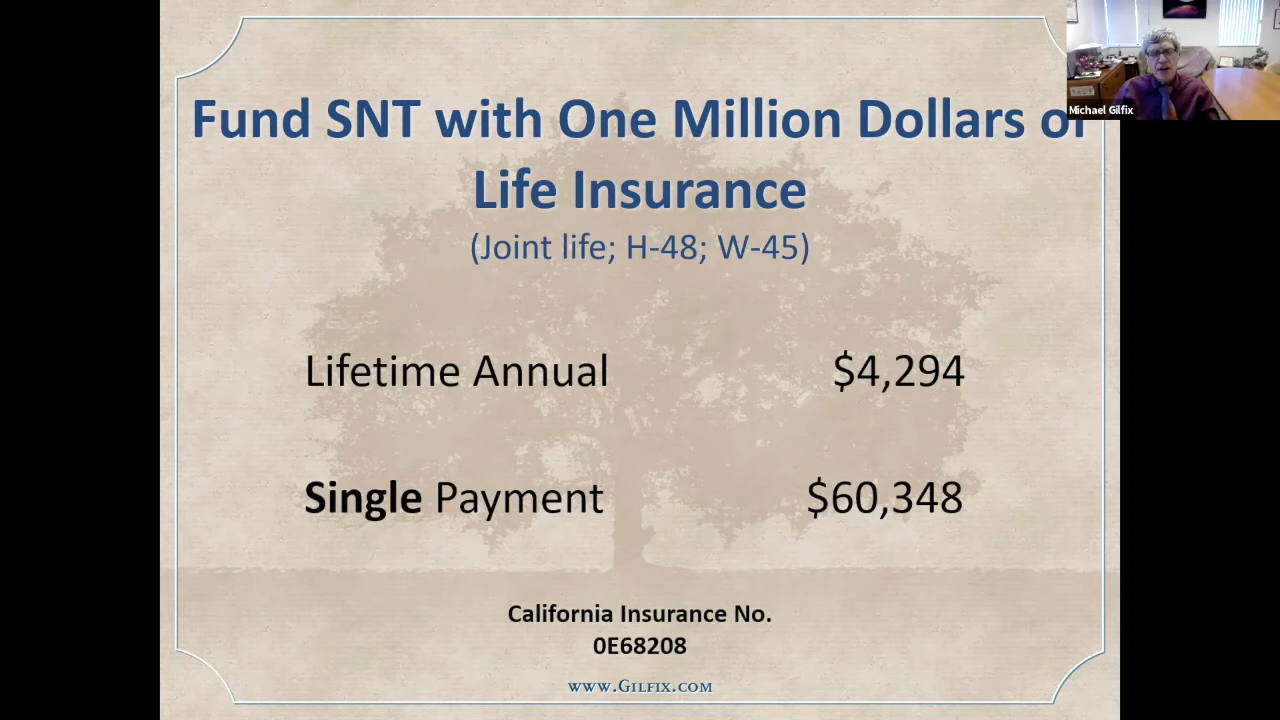 Michael Gilfix
Fund SNT with One Million Dollars of
Life Insurance
(Joint life; H-48; W-45)
Lifetime Annual $4,294
Single Payment $60,348
California Insurance No.
0E68208
www.Gilfix.com